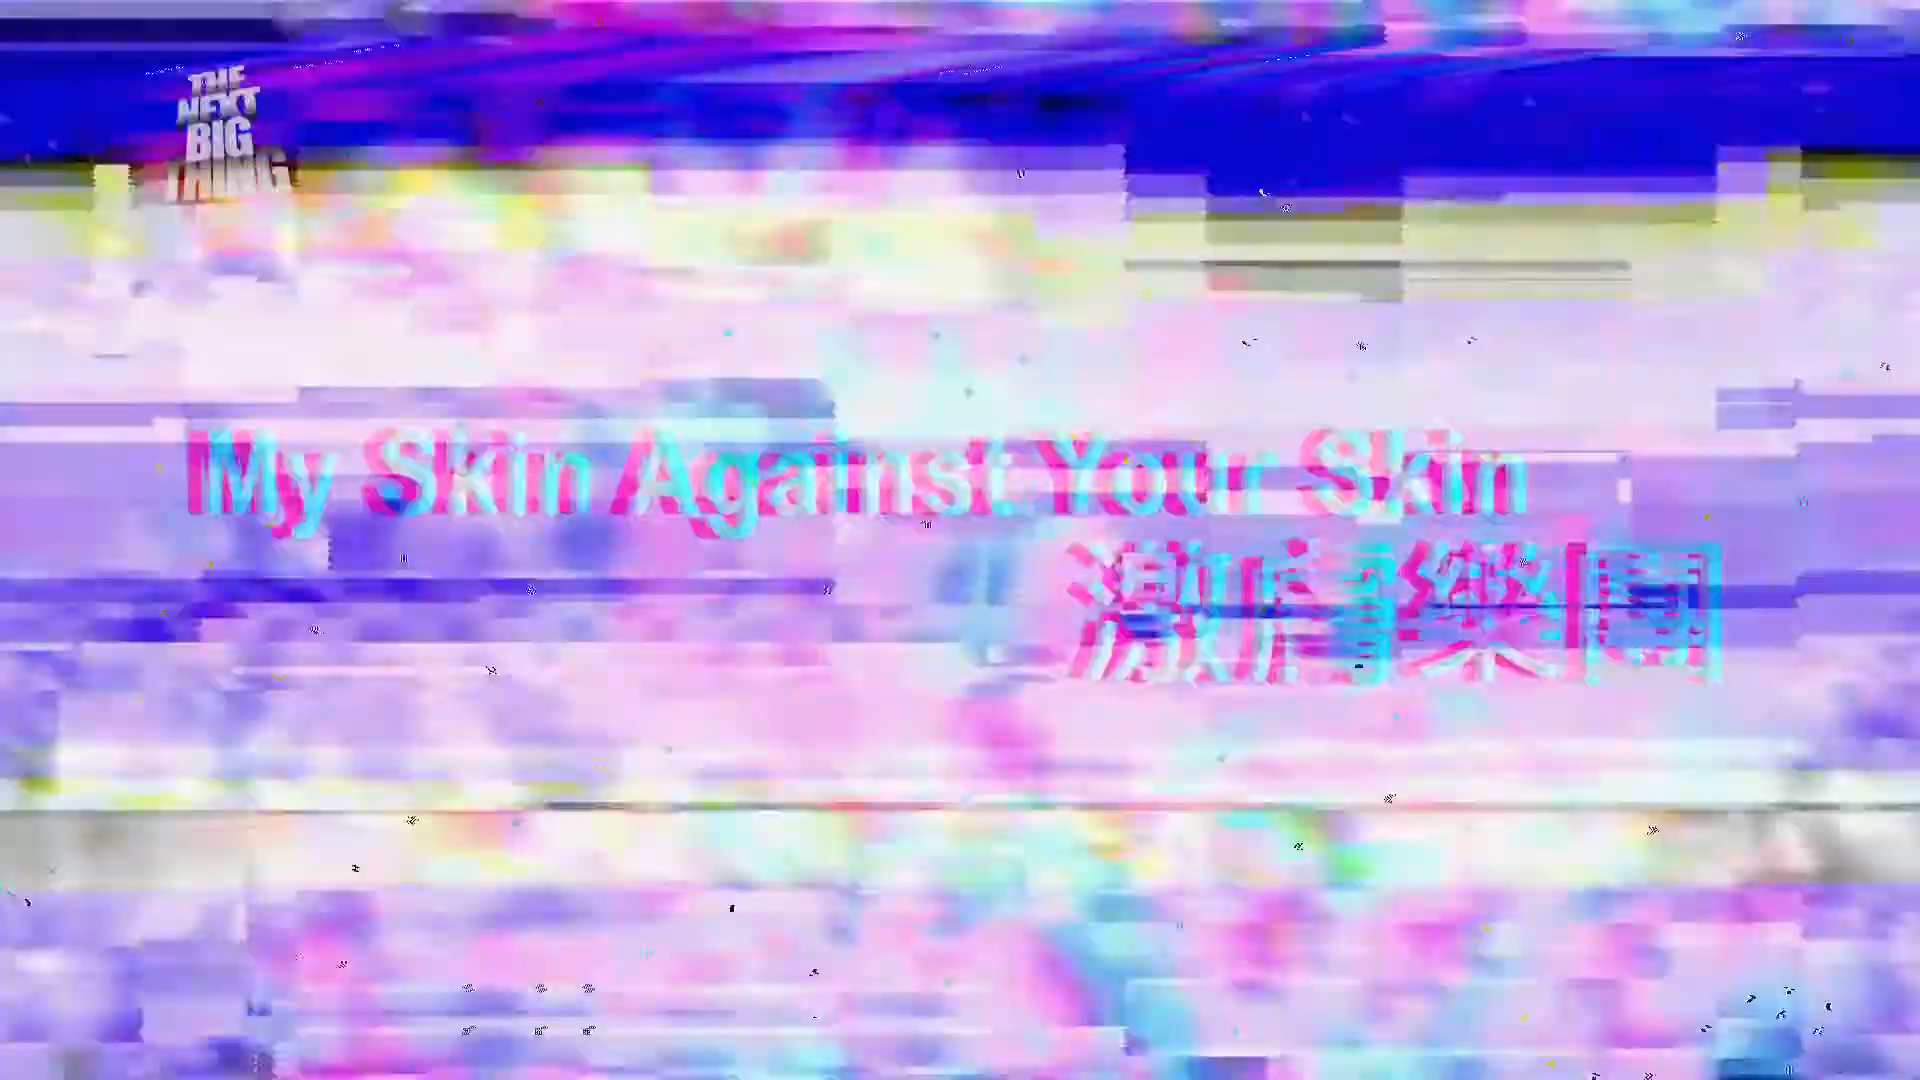 THE
NEXT
BIG
THING
My Skin Against Your Skin
激情樂園